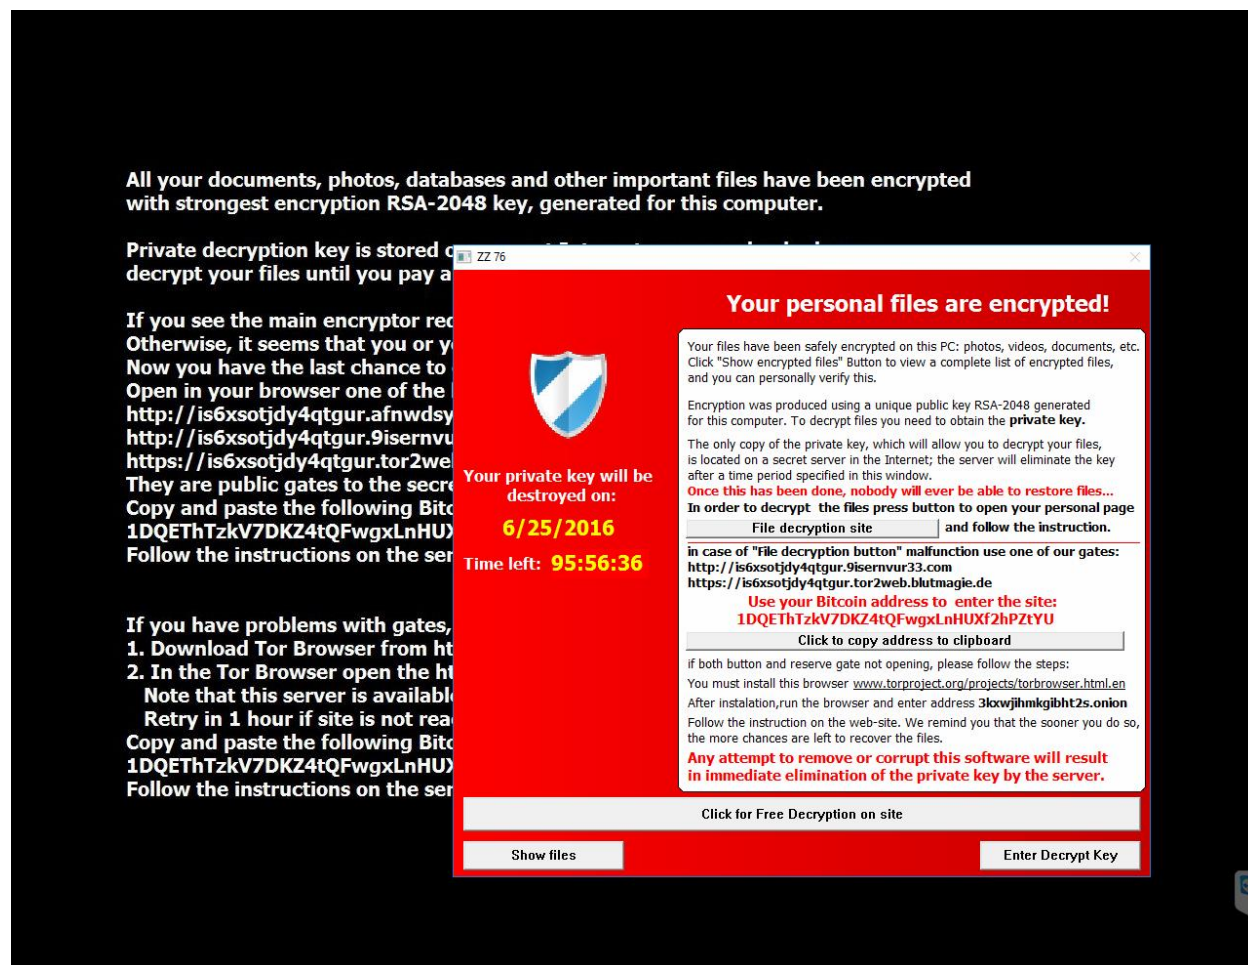 All your documents, photos, databases and other important files have been encrypted
with strongest encryption RSA-2048 key, generated for this computer.
Private decryption key is stored
decrypt your files until you pay a
If you see the main encryptor
Otherwise, it seems that you or
Now you have the last chance to
Open in your browser one of the
http://is6xsotjdy4qtgur.afnwdsy
http://is6xsotjdy4qtgur.9isernvu
https://is6xsotjdy4qtgur.tor2we
They are public gates to the
Copy and paste the following
1DQEThTzkV7DKZ4tQFwgxLnHUX
Follow the instructions on the
If you have problems with gates,
1. Download Tor Browser from
2. In the Tor Browser open the
Note that this server is
Retry in 1 hour if site is not
Copy and paste the following
1DQEThTzkV7DKZ4tQFwgxLnHUX
Follow the instructions on the
ZZ 76
Your personal files are encrypted!
Your private key will be
destroyed on:
6/25/2016
Time left: 95:56:36
Your files have been safely encrypted on this PC: photos, videos, documents, etc.
Click "Show encrypted files" Button to view a complete list of encrypted files,
and you can personally verify this.
Encryption was produced using a unique public key RSA-2048 generated
for this computer. To decrypt files you need to obtain the private key.
The only copy of the private key, which will allow you to decrypt your files,
is located on a secret server in the Internet; the server will eliminate the key
after a time period specified in this window.
Once this has been done, nobody will ever be able to restore files...
In order to decrypt the files press button to open your personal page
File decryption site and follow the instruction.
in case of "File decryption button" malfunction use one of our gates:
http://is6xsotjdy4qtgur.9isernvur33.com
https://is6xsotjdy4qtgur.tor2web.blutmagie.de
Use your Bitcoin address to enter the site:
1DQEThTzkV7DKZ4tQFwgxLnHUXf2hPZtYU
Click to copy address to clipboard
if both button and reserve gate not opening, please follow the steps:
You must install this browser www.torproject.org/projects/torbrowser.html.en
After instalation,run the browser and enter address 3kxwjihmkgibht2s.onion
Follow the instruction on the web-site. We remind you that the sooner you do so,
the more chances are left to recover the files.
Any attempt to remove or corrupt this software will result
in immediate elimination of the private key by the server.
Click for Free Decryption on site
Show files
Enter Decrypt Key